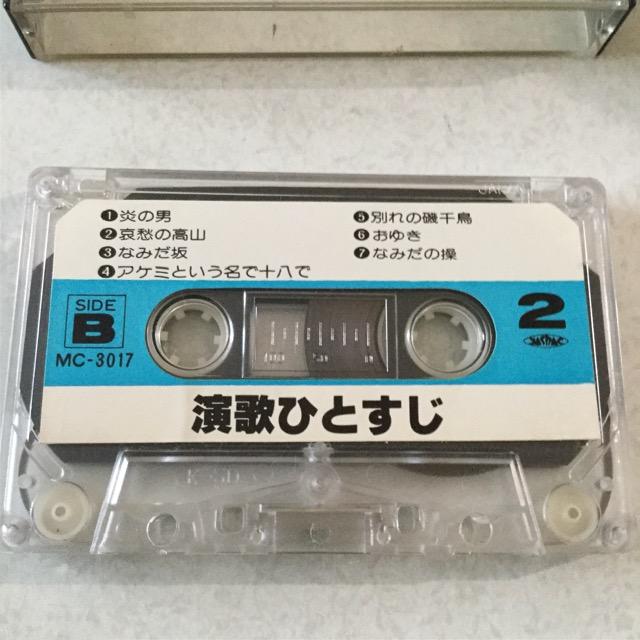 ❶炎の男
❷哀愁の高山
❸なみだ坂
❹アケミという名で十八で
❺別れの磯千鳥
❻おゆき
❼なみだの操
SIDE
B
MC-3017
2
JASRAC
演歌ひとすじ